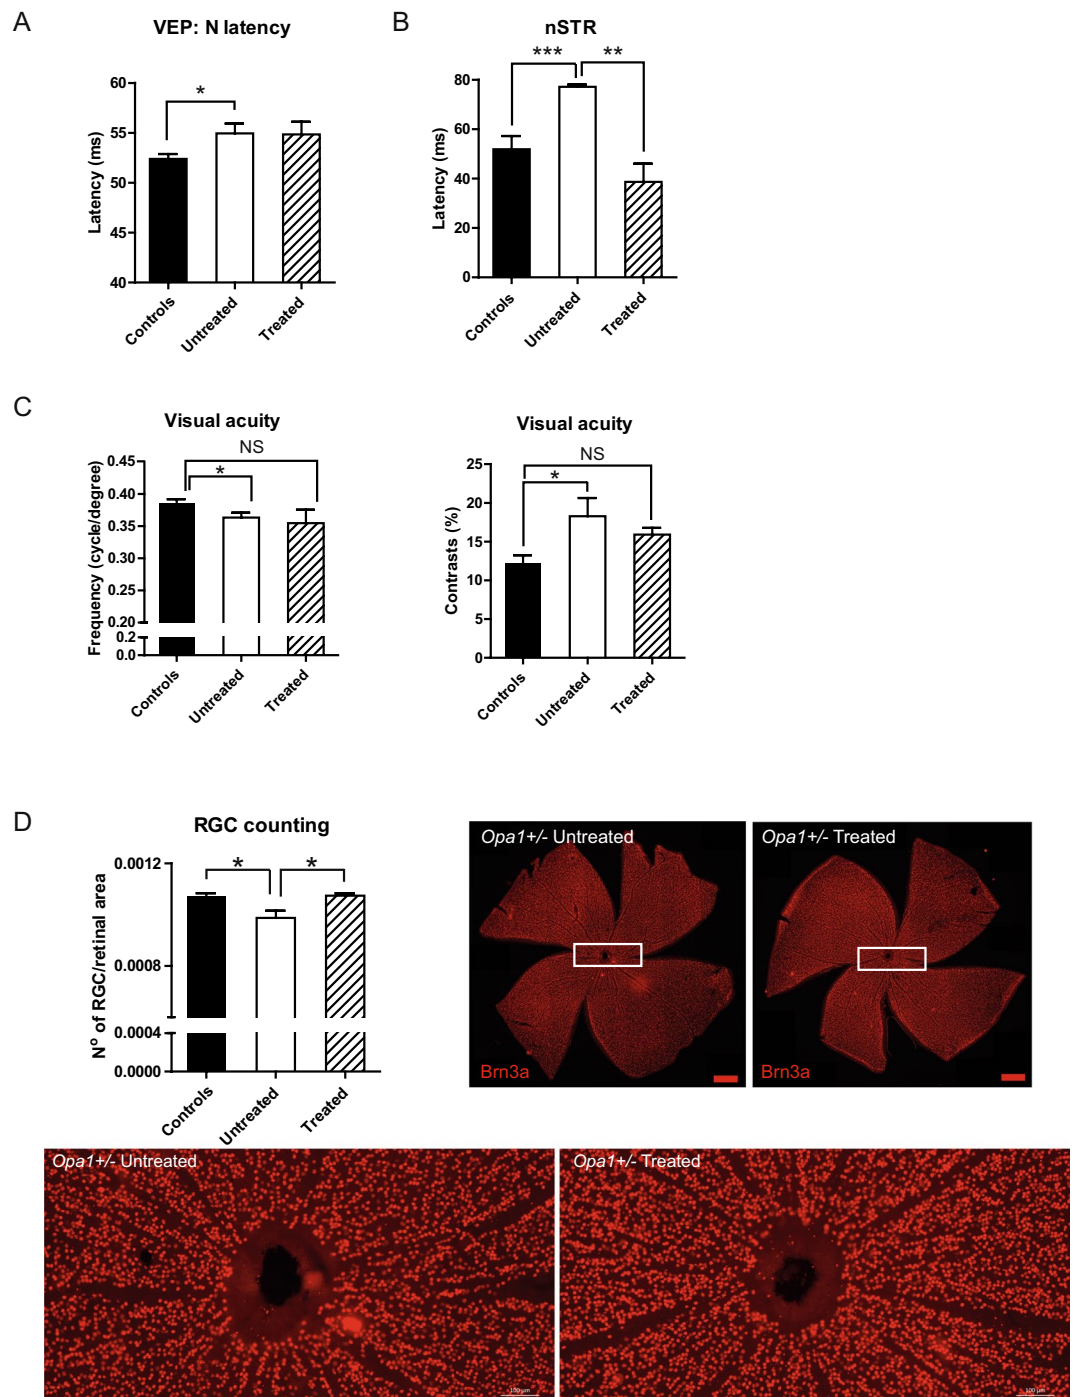 A
VEP: N latency
*
Latency (ms)
60
55
50
45
40
Controls
Untreated
Treated
B
nSTR
***
**
Latency (ms)
80
60
40
20
0
Controls
Untreated
Treated
C
Visual acuity
NS
*
Frequency (cycle/degree)
0.45
0.40
0.35
0.30
0.25
0.20
0.2
0.0
Controls
Untreated
Treated
Visual acuity
NS
*
Contrasts (%)
25
20
15
10
5
0
Controls
Untreated
Treated
D
RGC counting
*
*
N° of RGC/retinal area
0.0012
0.0008
0.0004
0.0000
Controls
Untreated
Treated
Opa1+/- Untreated
Brn3a
Opa1+/- Treated
Brn3a
Opa1+/- Untreated
100 µm
Opa1+/- Treated
100 µm